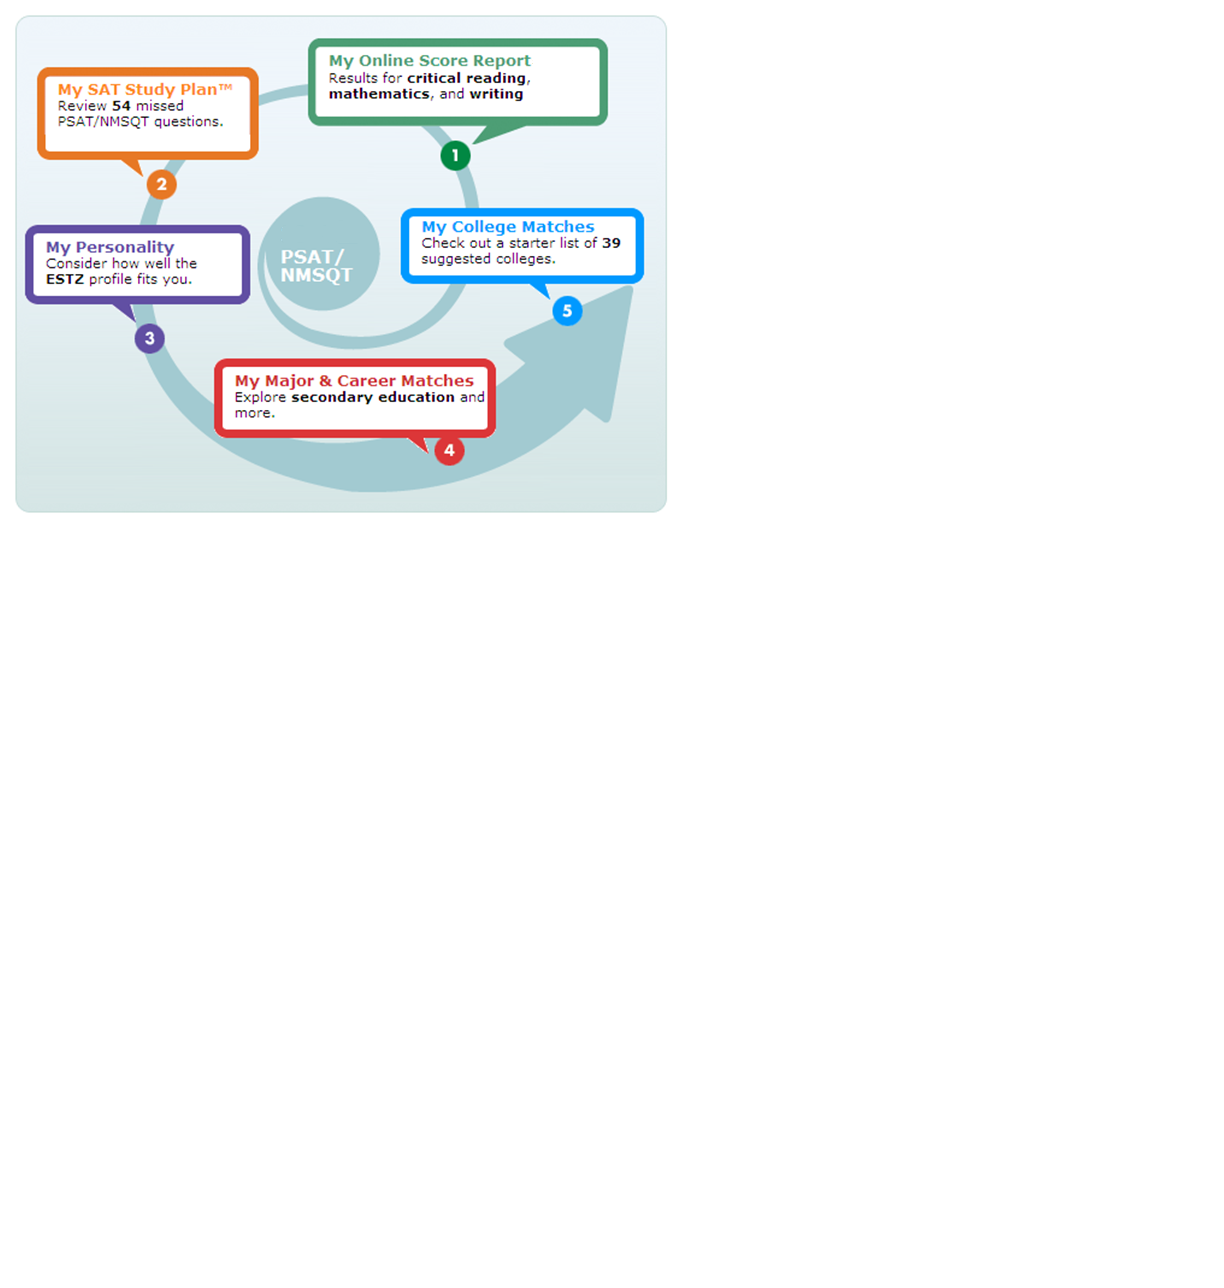 My Online Score Report
Results for critical reading,
mathematics, and writing
1
My SAT Study Plan™
Review 54 missed
PSAT/NMSQT questions.
2
My Personality
Consider how well the
ESTZ profile fits you.
3
PSAT/
NMSQT
My Major & Career Matches
Explore secondary education and
more.
4
My College Matches
Check out a starter list of 39
suggested colleges.
5